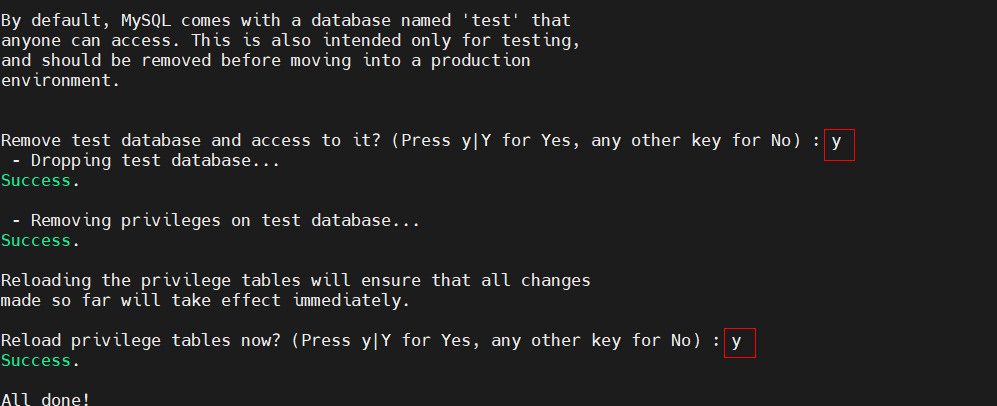 By default, MySQL comes with a database named 'test' that
anyone can access. This is also intended only for testing,
and should be removed before moving into a production
environment.
Remove test database and access to it? (Press y|Y for Yes, any other key for No) : y
 - Dropping test database...
Success.
 - Removing privileges on test database...
Success.
Reloading the privilege tables will ensure that all changes
made so far will take effect immediately.
Reload privilege tables now? (Press y|Y for Yes, any other key for No) : y
Success.
All done!